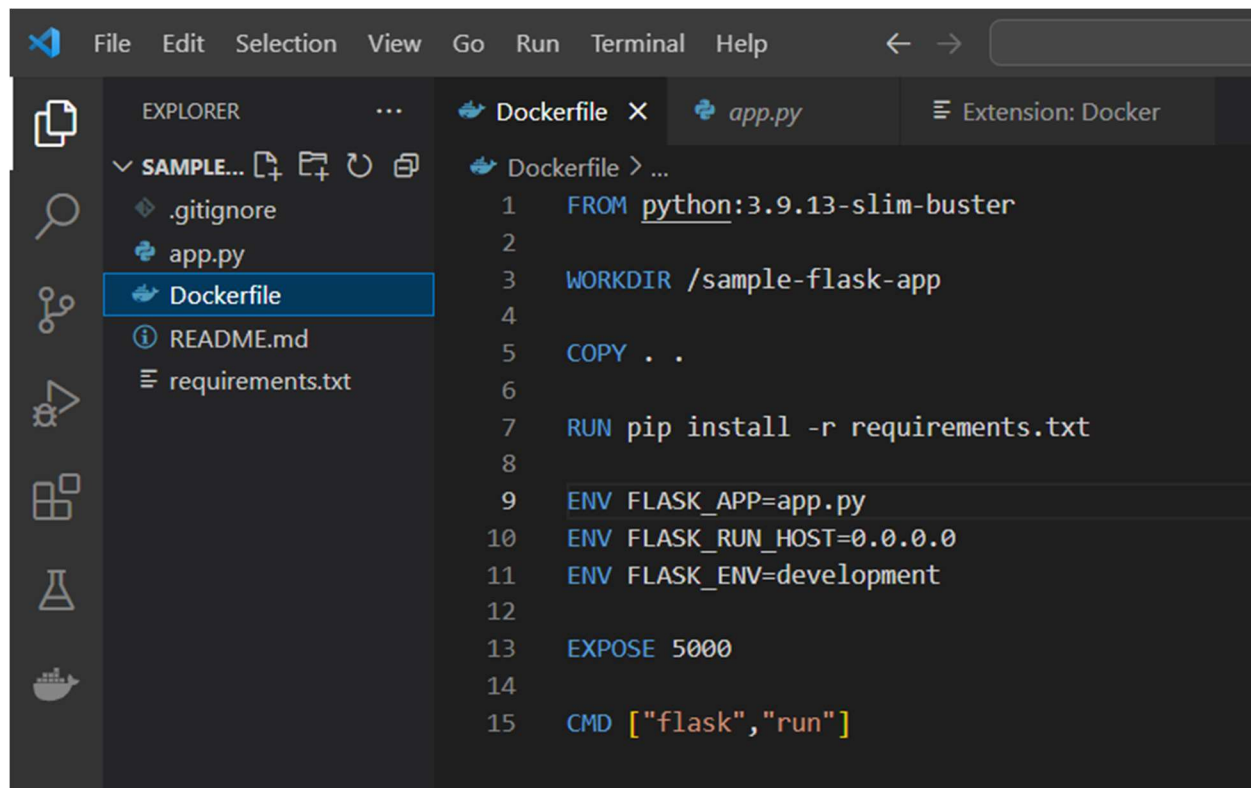 File Edit Selection View Go Run Terminal Help ← →
EXPLORER ...
Dockerfile X app.py Extension: Docker
SAMPLE...
Dockerfile > ...
.gitignore
app.py
Dockerfile
README.md
requirements.txt
1 FROM python:3.9.13-slim-buster
2
3 WORKDIR /sample-flask-app
4
5 COPY . .
6
7 RUN pip install -r requirements.txt
8
9 ENV FLASK_APP=app.py
10 ENV FLASK_RUN_HOST=0.0.0.0
11 ENV FLASK_ENV=development
12
13 EXPOSE 5000
14
15 CMD ["flask","run"]